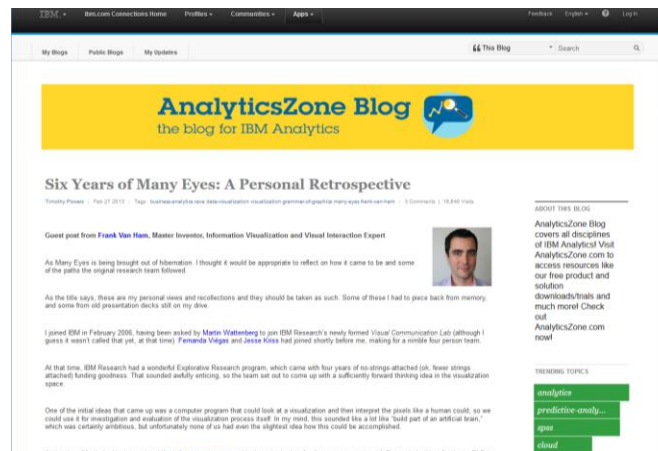 IBM. ibm.com Connections Home Profiles Communities Apps Feedback English Log In
My Blogs Public Blogs My Updates This Blog Search
AnalyticsZone Blog
the blog for IBM Analytics
Six Years of Many Eyes: A Personal Retrospective
Timothy Powers | Feb 27 2013 | Tags: business-analytics rave data-visualization visualization grammar-of-graphics many-eyes frank-van-ham | 3 Comments | Visits
Guest post from Frank Van Ham, Master Inventor, Information Visualization and Visual Interaction Expert
As Many Eyes is being brought out of hibernation. I thought it would be appropriate to reflect on how it came to be and some
of the paths the original research team followed.
As the title says, these are my personal views and recollections and they should be taken as such. Some of these I had to piece back from memory,
and some from old presentation decks still on my drive.
I joined IBM in February 2006, having been asked by Martin Wattenberg to join IBM Research's newly formed Visual Communication Lab (although I
guess it wasn't called that yet, at that time). Fernanda Viégas and Jesse Kriss had joined shortly before me, making for a nimble four person team.
At that time, IBM Research had a wonderful Explorative Research program, which came with four years of no-strings-attached (ok, fewer strings
attached) funding goodness. That sounded awfully enticing, so the team set out to come up with a sufficiently forward thinking idea in the visualization
space.
One of the initial ideas that came up was a computer program that could look at a visualization and then interpret the pixels like a human could, so we
could use it for investigation and evaluation of the visualization process itself. In my mind, this sounded like a lot like "build part of an artificial brain,"
which was certainly ambitious, but unfortunately none of us had even the slightest idea how this could be accomplished.
ABOUT THIS BLOG
AnalyticsZone Blog
covers all disciplines
of IBM Analytics! Visit
AnalyticsZone.com to
access resources like
our free product and
solution
downloads/trials and
much more! Check
out
AnalyticsZone.com
now!
TRENDING TOPICS
analytics
predictive-analy...
spss
cloud